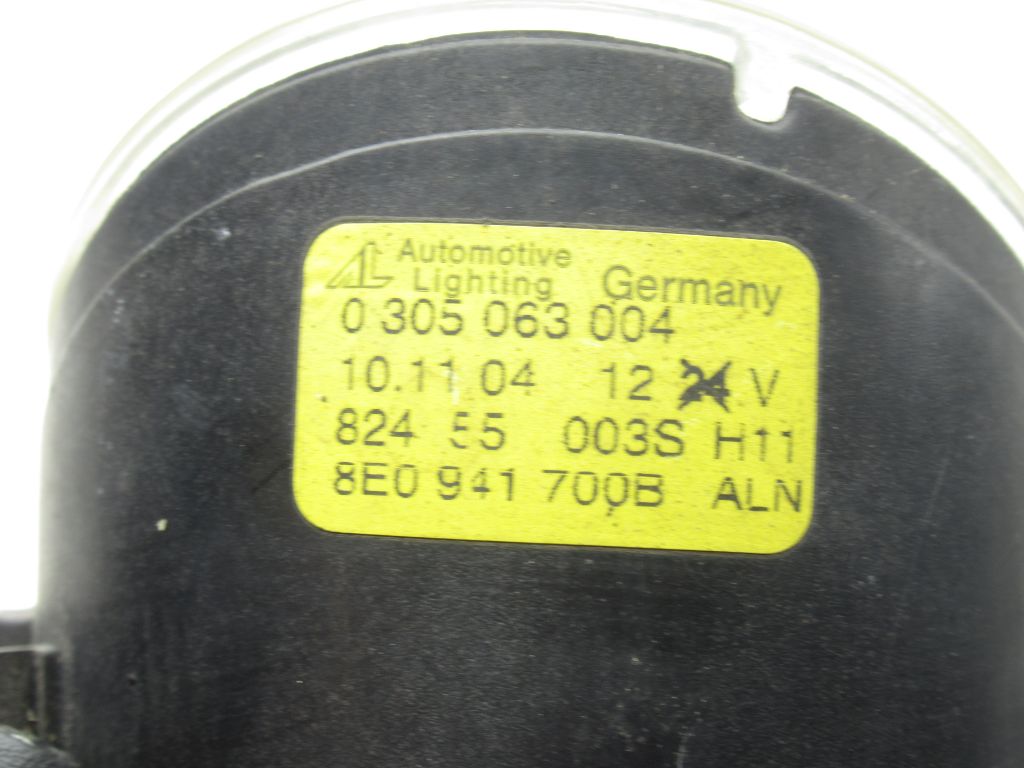 AL Automotive
Lighting Germany
0 305 063 004
10.11 04 12 24 V
824 55 003S H11
8E0 941 700B ALN